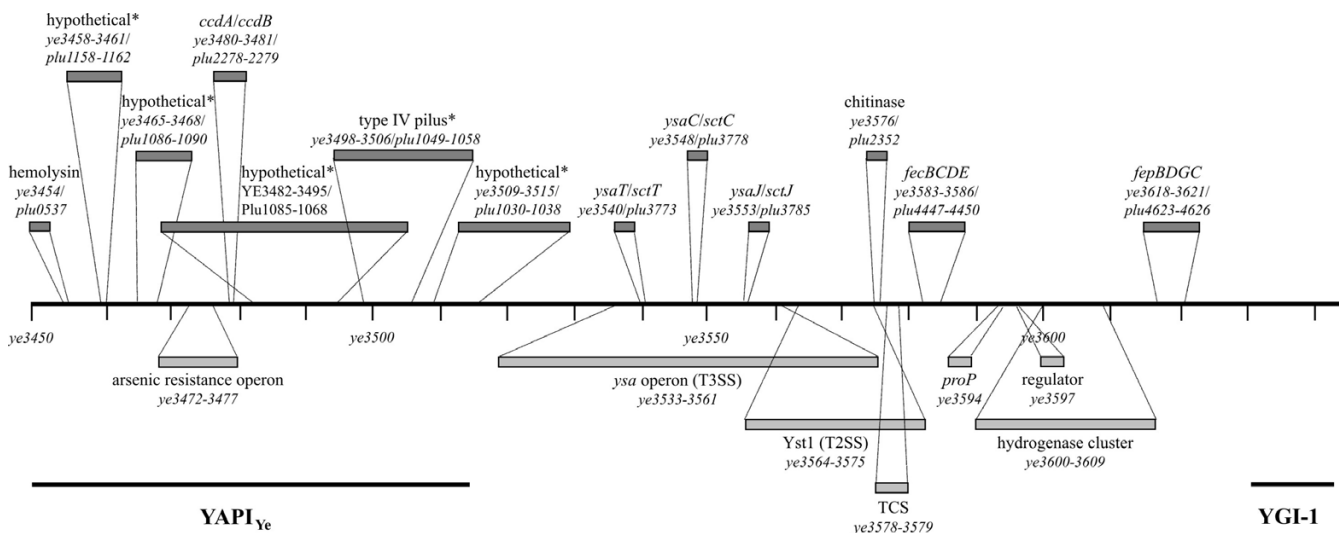 hypothetical*
ye3458-3461/
plu1158-1162
ccdA/ccdB
ye3480-3481/
plu2278-2279
hypothetical*
ye3465-3468/
plu1086-1090
type IV pilus*
ye3498-3506/plu1049-1058
ysaC/sctC
ye3548/plu3778
chitinase
ye3576/
plu2352
hemolysin
ye3454/
plu0537
hypothetical*
YE3482-3495/
Plu1085-1068
hypothetical*
ye3509-3515/
plu1030-1038
ysaT/sctT
ye3540/plu3773
ysaJ/sctJ
ye3553/plu3785
fecBCDE
ye3583-3586/
plu4447-4450
fepBDGC
ye3618-3621/
plu4623-4626
ye3450
ye3500
ye3550
ye3600
arsenic resistance operon
ye3472-3477
ysa operon (T3SS)
ye3533-3561
proP
ye3594
regulator
ye3597
Yst1 (T2SS)
ye3564-3575
hydrogenase cluster
ye3600-3609
TCS
ye3578-3579
YAPIYe
YGI-1